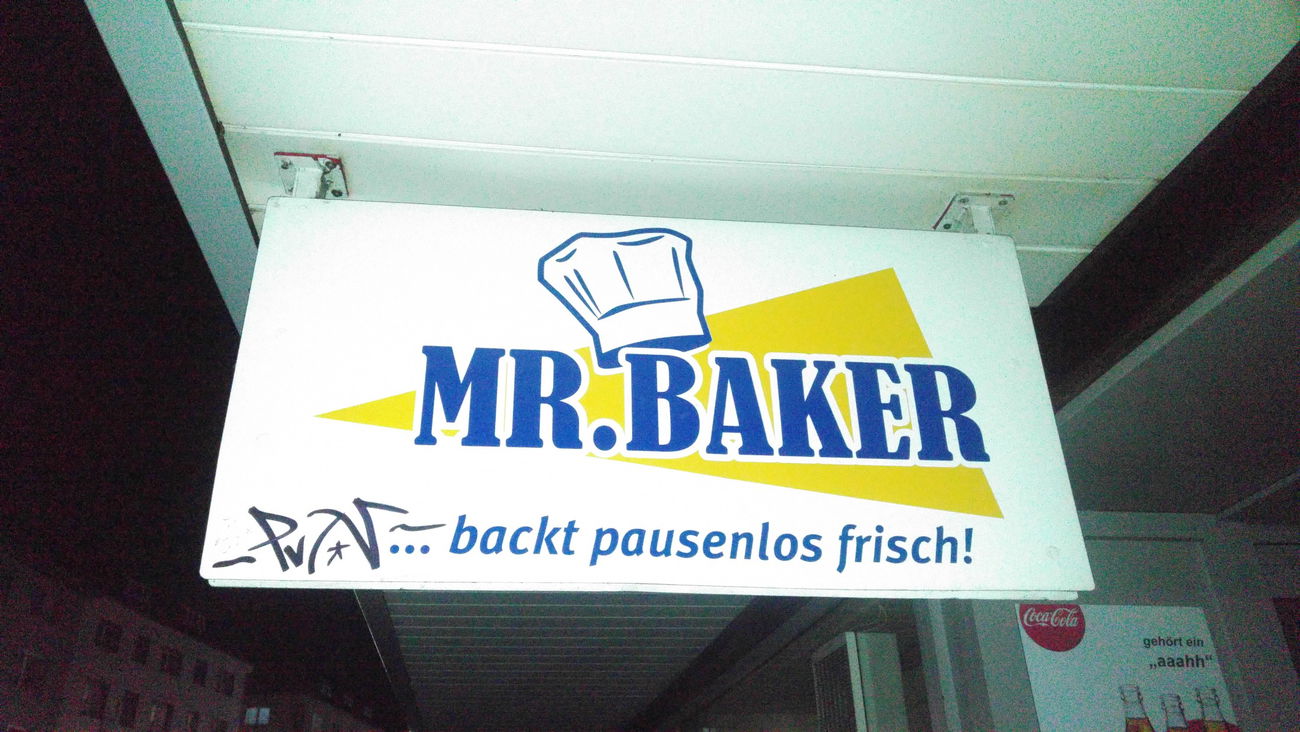 MR.BAKER
... backt pausenlos frisch!
Coca-Cola
gehört ein
„aaahh“